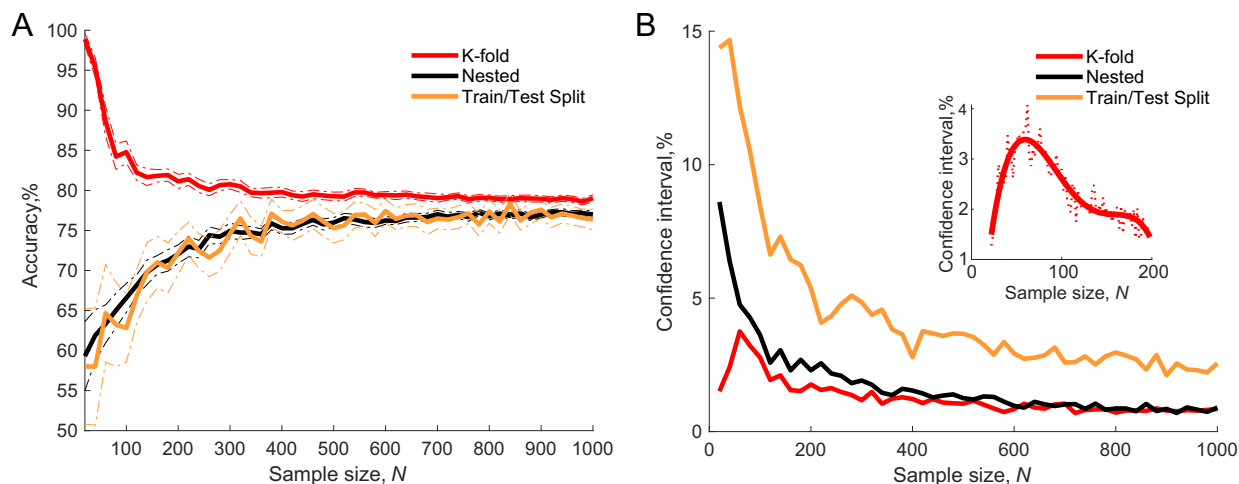 A
B
K-fold
Nested
Train/Test Split
Accuracy,%
100
95
90
85
80
75
70
65
60
55
50
100 200 300 400 500 600 700 800 900 1000
Sample size, N
K-fold
Nested
Train/Test Split
Confidence interval,%
15
10
5
0
0 200 400 600 800 1000
Sample size, N
Confidence interval,%
4
3
2
1
0 100 200
Sample size, N